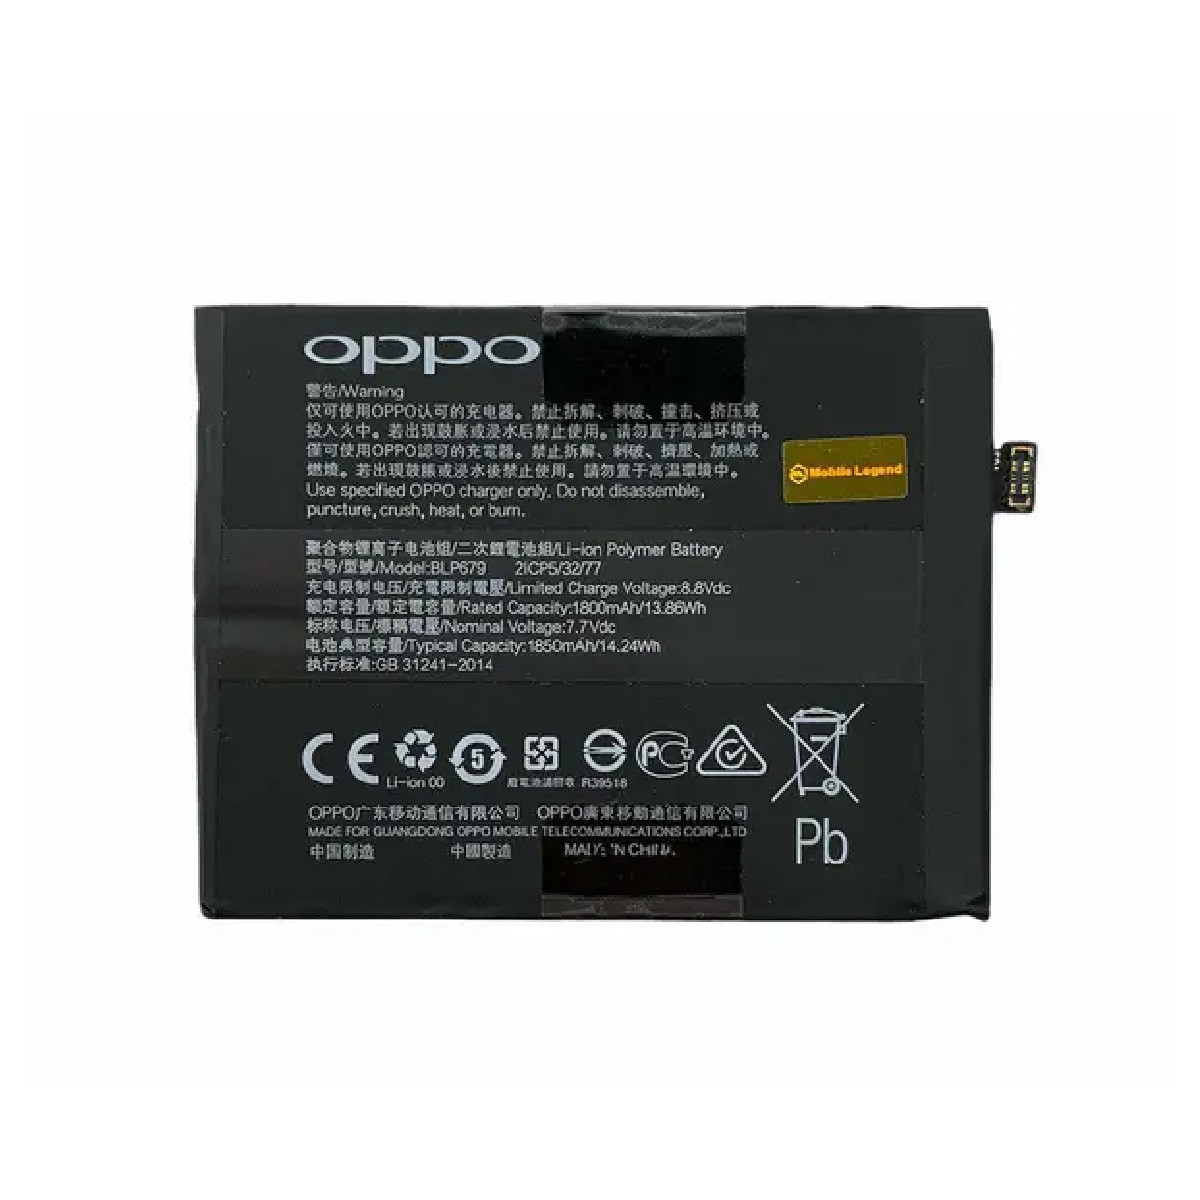 oppo
警告/Warning
仅可使用OPPO认可的充电器。禁止拆解、刺破、撞击、挤压或
投入火中。若出现鼓胀或浸水后禁止使用。请勿置于高温环境中。
僅可使用OPPO認可的充電器。禁止拆解、刺破、擠壓、加熱或
燃燒。若出現鼓脹或浸水後禁止使用。請勿置于高溫環境中。
Use specified OPPO charger only. Do not disassemble,
puncture, crush, heat, or burn.
Mobile Legend
聚合物锂离子电池组/二次鋰電池組/Li-ion Polymer Battery
型号/型號/Model:BLP679 2ICP5/32/77
充电限制电压/充電限制電壓/Limited Charge Voltage:8.8Vdc
额定容量/額定電容量/Rated Capacity:1800mAh/13.86Wh
标称电压/標稱電壓/Nominal Voltage:7.7Vdc
电池典型容量/Typical Capacity:1850mAh/14.24Wh
执行标准:GB 31241-2014
CE
5
Li-ion 00 廢電池請回收 R39518
OPPO广东移动通信有限公司 OPPO廣東移動通信有限公司
MADE FOR GUANGDONG OPPO MOBILE TELECOMMUNICATIONS CORP.,LTD
中国制造 中國製造 MADE IN CHINA
Pb